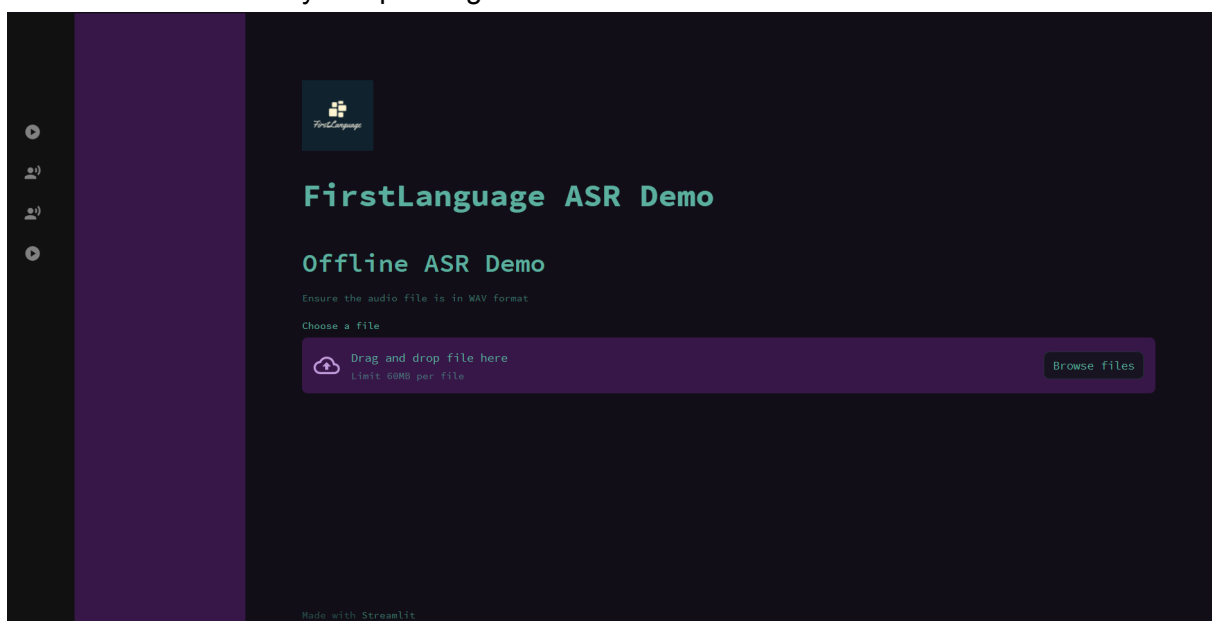 FirstLanguage
FirstLanguage ASR Demo
Offline ASR Demo
Ensure the audio file is in WAV format
Choose a file
Drag and drop file here
Limit 60MB per file
Browse files
Made with Streamlit